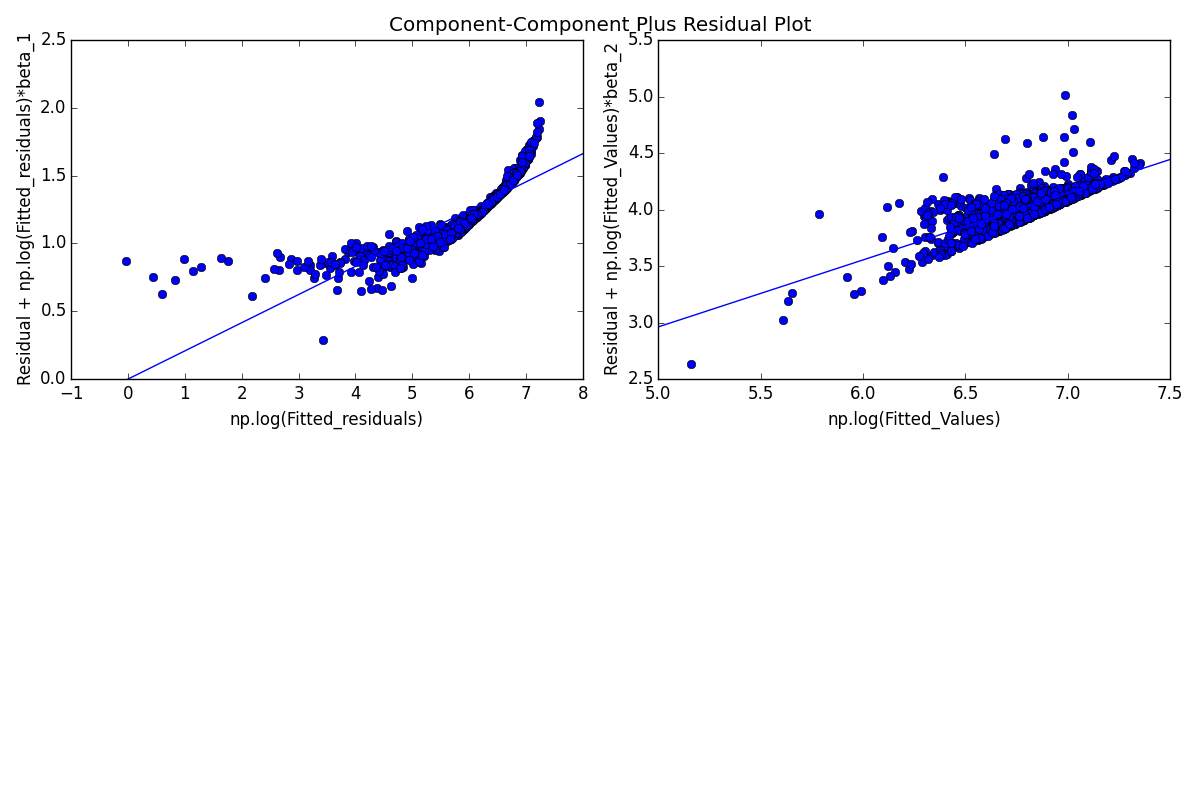 Component-Component Plus Residual Plot
Residual + np.log(Fitted_residuals)*beta_1
2.5
2.0
1.5
1.0
0.5
0.0
−1 0 1 2 3 4 5 6 7 8
np.log(Fitted_residuals)
Residual + np.log(Fitted_Values)*beta_2
5.5
5.0
4.5
4.0
3.5
3.0
2.5
5.0 5.5 6.0 6.5 7.0 7.5
np.log(Fitted_Values)